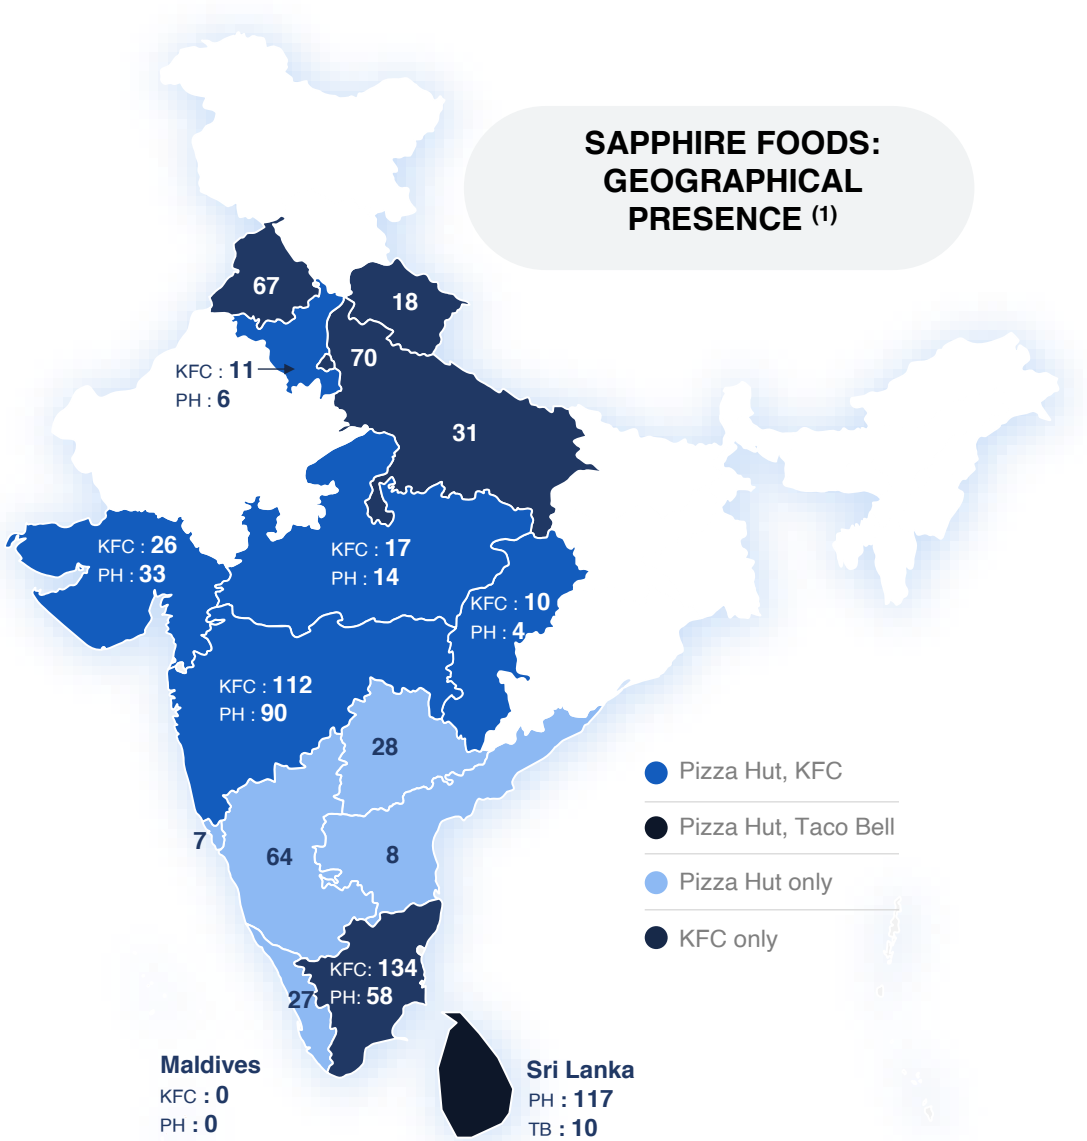 SAPPHIRE FOODS:
GEOGRAPHICAL
PRESENCE (1)
67
18
70
KFC : 11
PH : 6
31
KFC : 26
PH : 33
KFC : 17
PH : 14
KFC : 10
PH : 4
KFC : 112
PH : 90
28
7
64
8
KFC: 134
PH: 58
27
Pizza Hut, KFC
Pizza Hut, Taco Bell
Pizza Hut only
KFC only
Maldives
KFC : 0
PH : 0
Sri Lanka
PH : 117
TB : 10